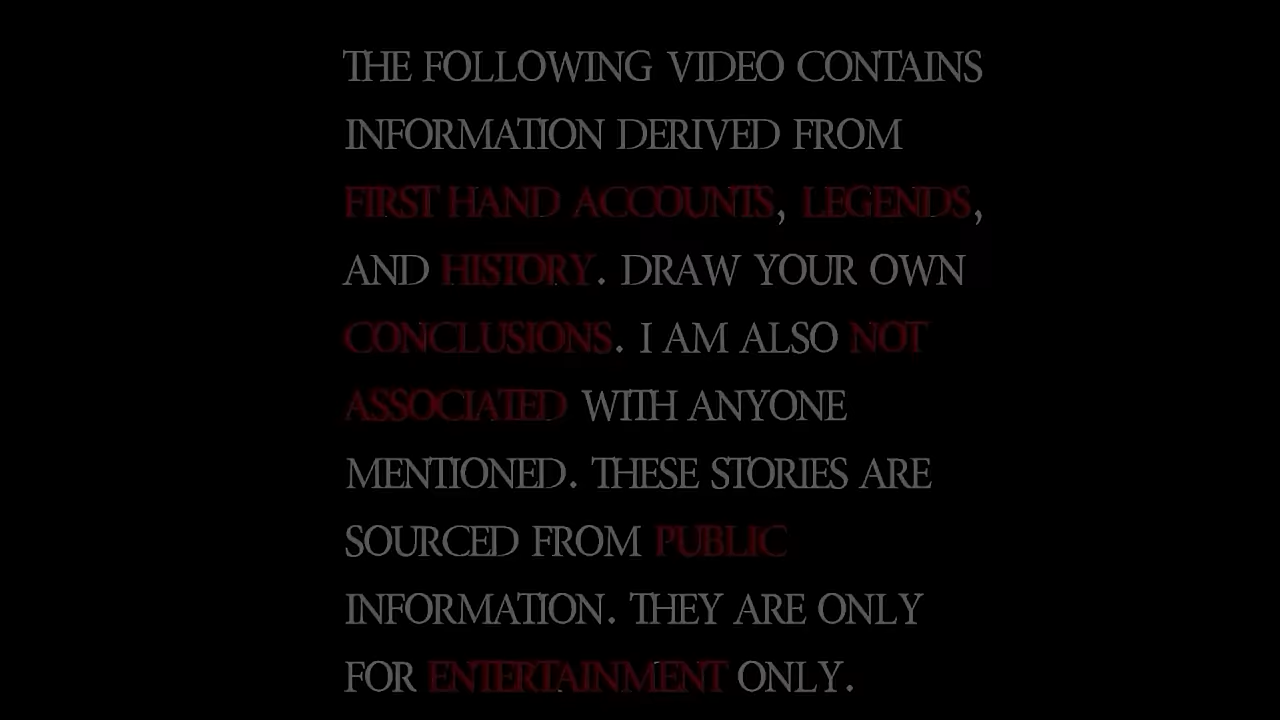 THE FOLLOWING VIDEO CONTAINS
INFORMATION DERIVED FROM
FIRST HAND ACCOUNTS, LEGENDS,
AND HISTORY. DRAW YOUR OWN
CONCLUSIONS. I AM ALSO NOT
ASSOCIATED WITH ANYONE
MENTIONED. THESE STORIES ARE
SOURCED FROM PUBLIC
INFORMATION. THEY ARE ONLY
FOR ENTERTAINMENT ONLY.